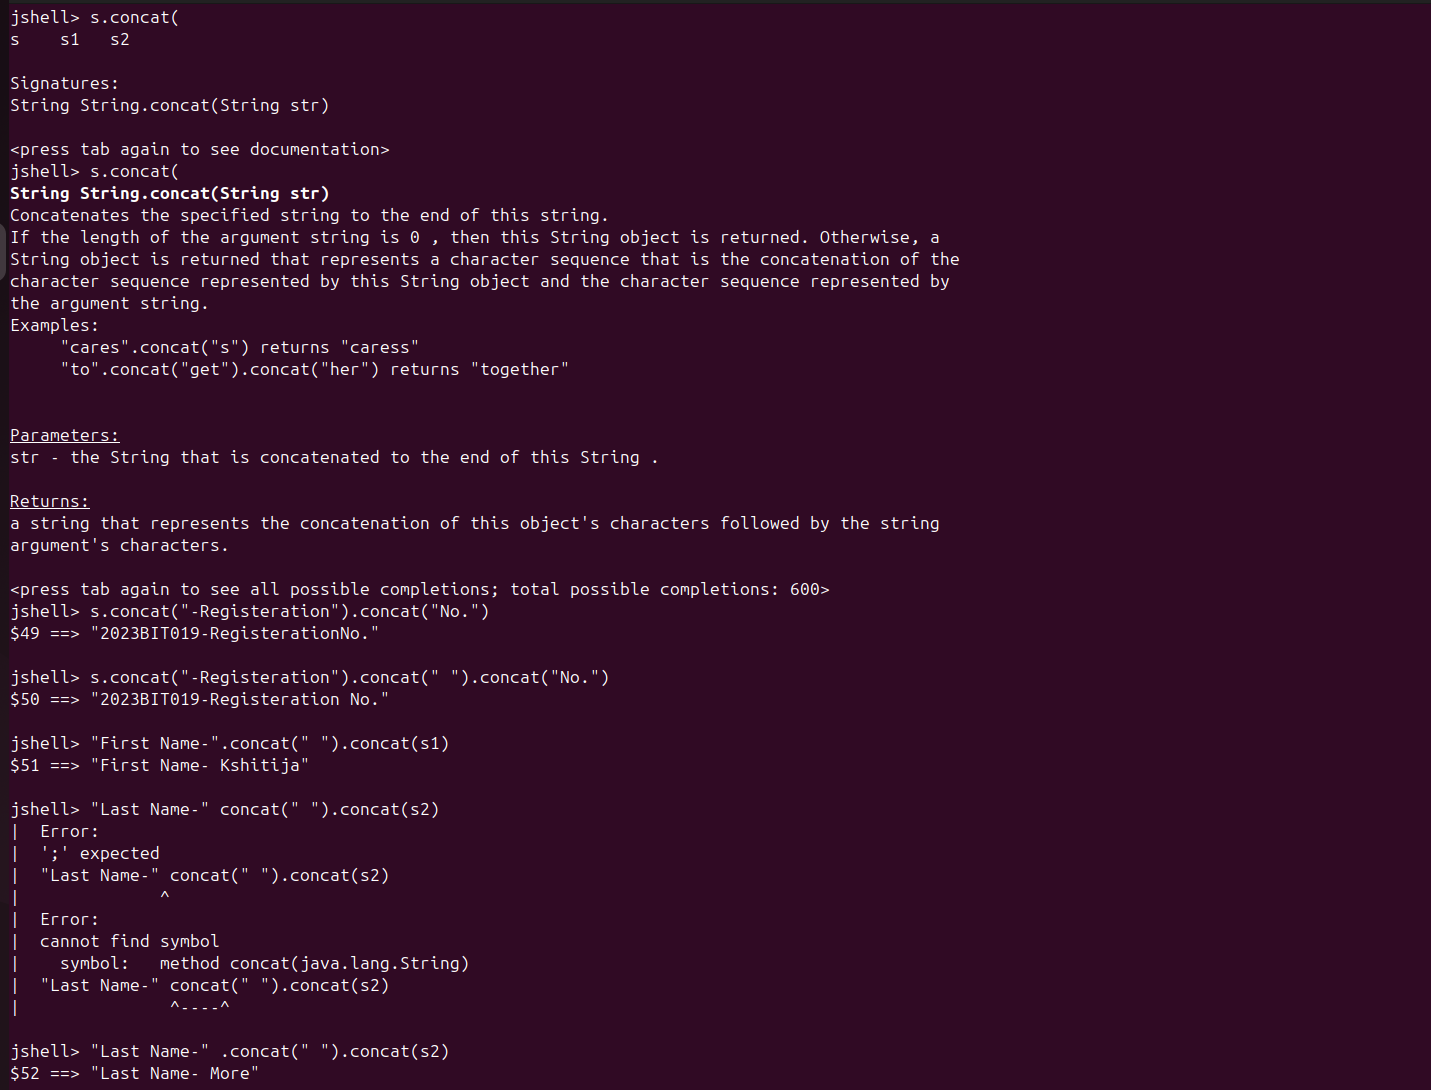 jshell> s.concat(
s    s1   s2
Signatures:
String String.concat(String str)
<press tab again to see documentation>
jshell> s.concat(
String String.concat(String str)
Concatenates the specified string to the end of this string.
If the length of the argument string is 0 , then this String object is returned. Otherwise, a
String object is returned that represents a character sequence that is the concatenation of the
character sequence represented by this String object and the character sequence represented by
the argument string.
Examples:
     "cares".concat("s") returns "caress"
     "to".concat("get").concat("her") returns "together"
Parameters:
str - the String that is concatenated to the end of this String .
Returns:
a string that represents the concatenation of this object's characters followed by the string
argument's characters.
<press tab again to see all possible completions; total possible completions: 600>
jshell> s.concat("-Registeration").concat("No.")
$49 ==> "2023BIT019-RegisterationNo."
jshell> s.concat("-Registeration").concat(" ").concat("No.")
$50 ==> "2023BIT019-Registeration No."
jshell> "First Name-".concat(" ").concat(s1)
$51 ==> "First Name- Kshitija"
jshell> "Last Name-" concat(" ").concat(s2)
|  Error:
|  ';' expected
|  "Last Name-" concat(" ").concat(s2)
|              ^
|  Error:
|  cannot find symbol
|    symbol:   method concat(java.lang.String)
|  "Last Name-" concat(" ").concat(s2)
|               ^----^
jshell> "Last Name-" .concat(" ").concat(s2)
$52 ==> "Last Name- More"